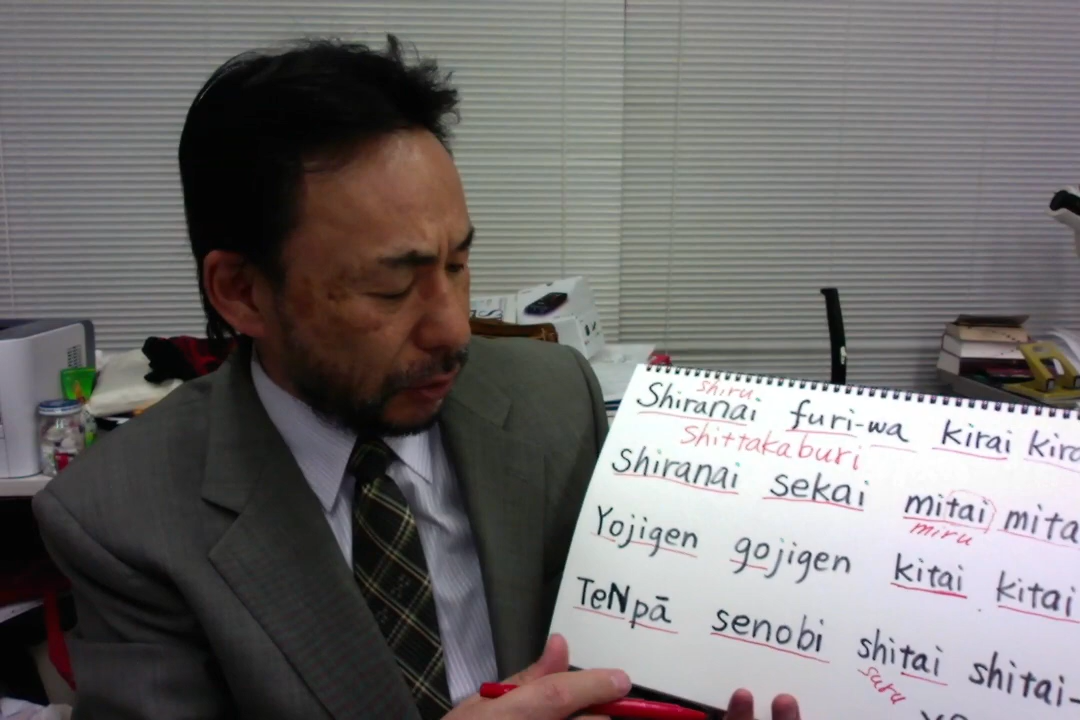 shiru
Shiranai furi-wa kirai kira
shittakaburi
shiranai sekai mitai mita
miru
Yojigen gojigen kitai kitai
TeNpā senobi shitai shitai-
suru